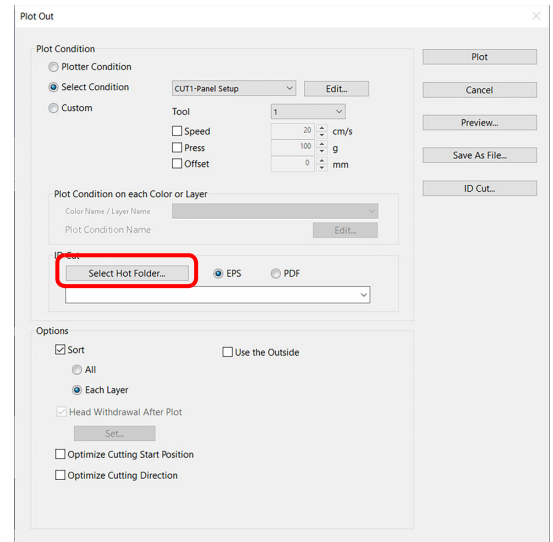 Plot Out
Plot Condition
Plotter Condition
Select Condition
CUT1-Panel Setup
Edit...
Custom
Tool
1
Speed
20
cm/s
Press
100
g
Offset
0
mm
Plot Condition on each Color or Layer
Color Name / Layer Name
Plot Condition Name
Edit...
ID Cut
Select Hot Folder...
EPS
PDF
Options
Sort
Use the Outside
All
Each Layer
Head Withdrawal After Plot
Set...
Optimize Cutting Start Position
Optimize Cutting Direction
Plot
Cancel
Preview...
Save As File...
ID Cut...